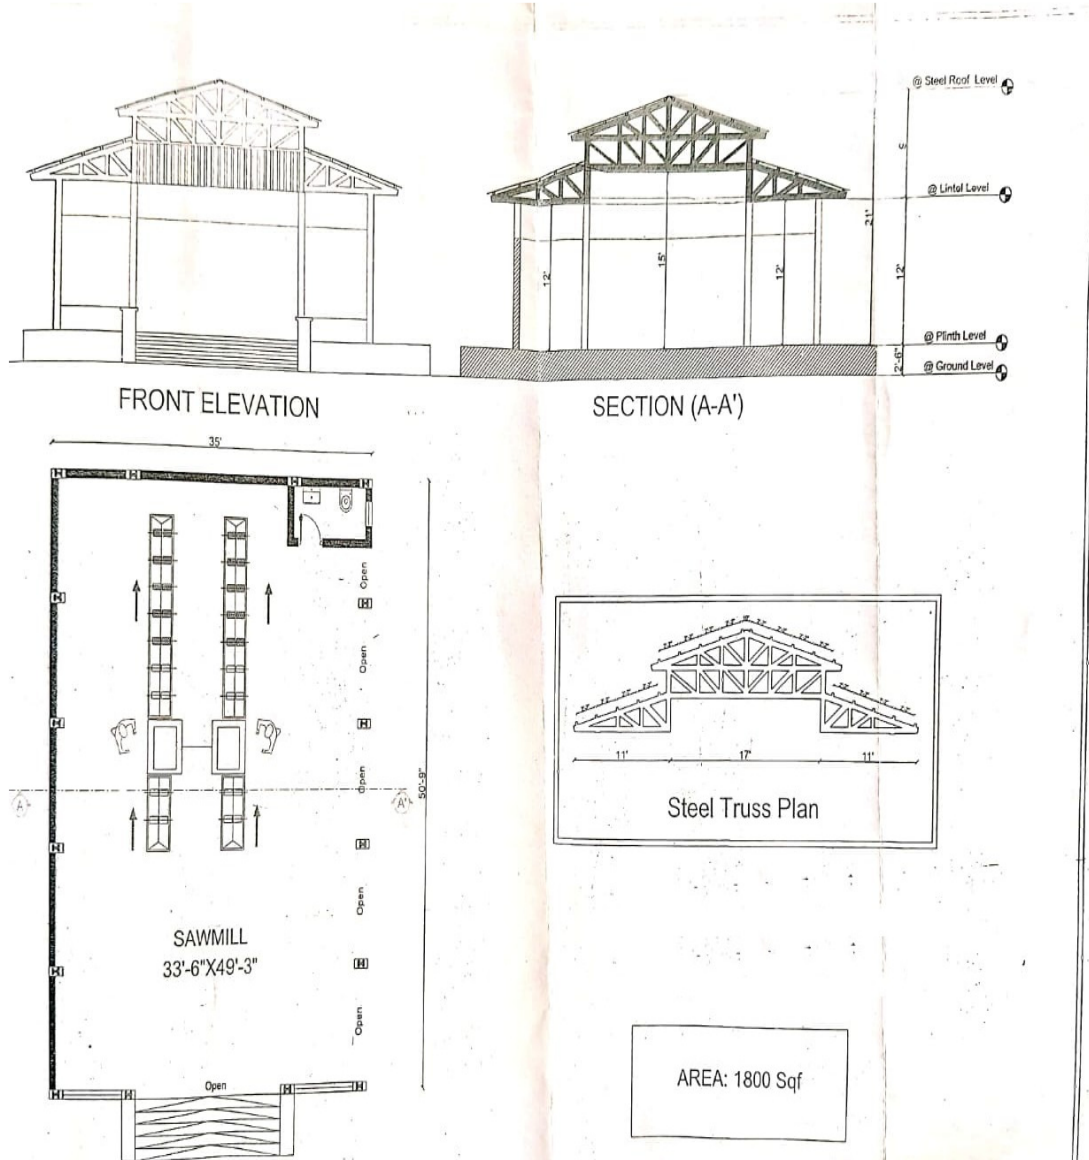 @ Steel Roof Level
9'
@ Lintel Level
21'
12'
15'
12'
12'
@ Plinth Level
2'-6"
@ Ground Level
FRONT ELEVATION
SECTION (A-A')
35'
Open
Open
Open
50'-9"
A
A'
Open
Open
11'
17'
11'
Steel Truss Plan
SAWMILL
33'-6"X49'-3"
Open
AREA: 1800 Sqf